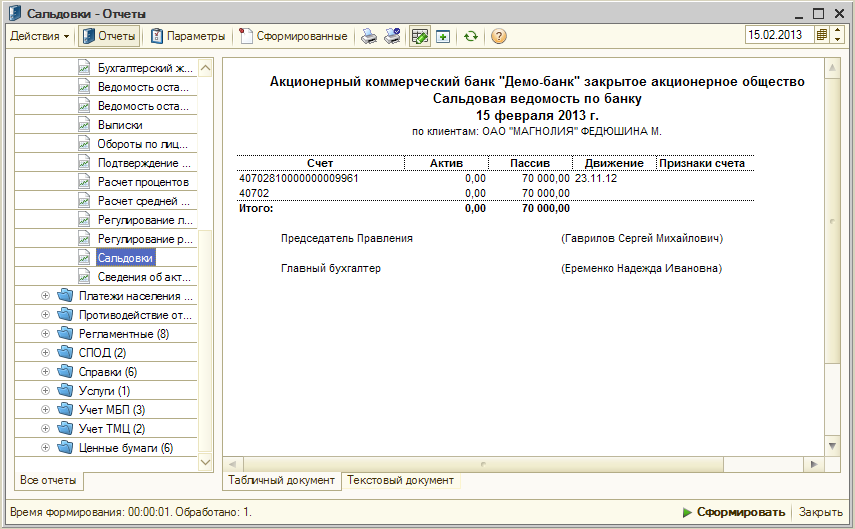 Сальдовки - Отчеты
Действия Отчеты Параметры Сформированные 15.02.2013
Бухгалтерский ж...
Ведомость оста...
Ведомость оста...
Выписки
Обороты по лиц...
Подтверждение ...
Расчет процентов
Расчет средней ...
Регулирование л...
Регулирование р...
Сальдовки
Сведения об акт...
Платежи населения ...
Противодействие от...
Регламентные (8)
СПОД (2)
Справки (6)
Услуги (1)
Учет МБП (3)
Учет ТМЦ (2)
Ценные бумаги (6)
Все отчеты
Акционерный коммерческий банк "Демо-банк" закрытое акционерное общество
Сальдовая ведомость по банку
15 февраля 2013 г.
по клиентам: ОАО "МАГНОЛИЯ" ФЕДЮШИНА М.
Счет Актив Пассив Движение Признаки счета
40702810000000009961 0,00 70 000,00 23.11.12
40702 0,00 70 000,00
Итого: 0,00 70 000,00
Председатель Правления (Гаврилов Сергей Михайлович)
Главный бухгалтер (Еременко Надежда Ивановна)
Табличный документ Текстовый документ
Время формирования: 00:00:01. Обработано: 1. Сформировать Закрыть